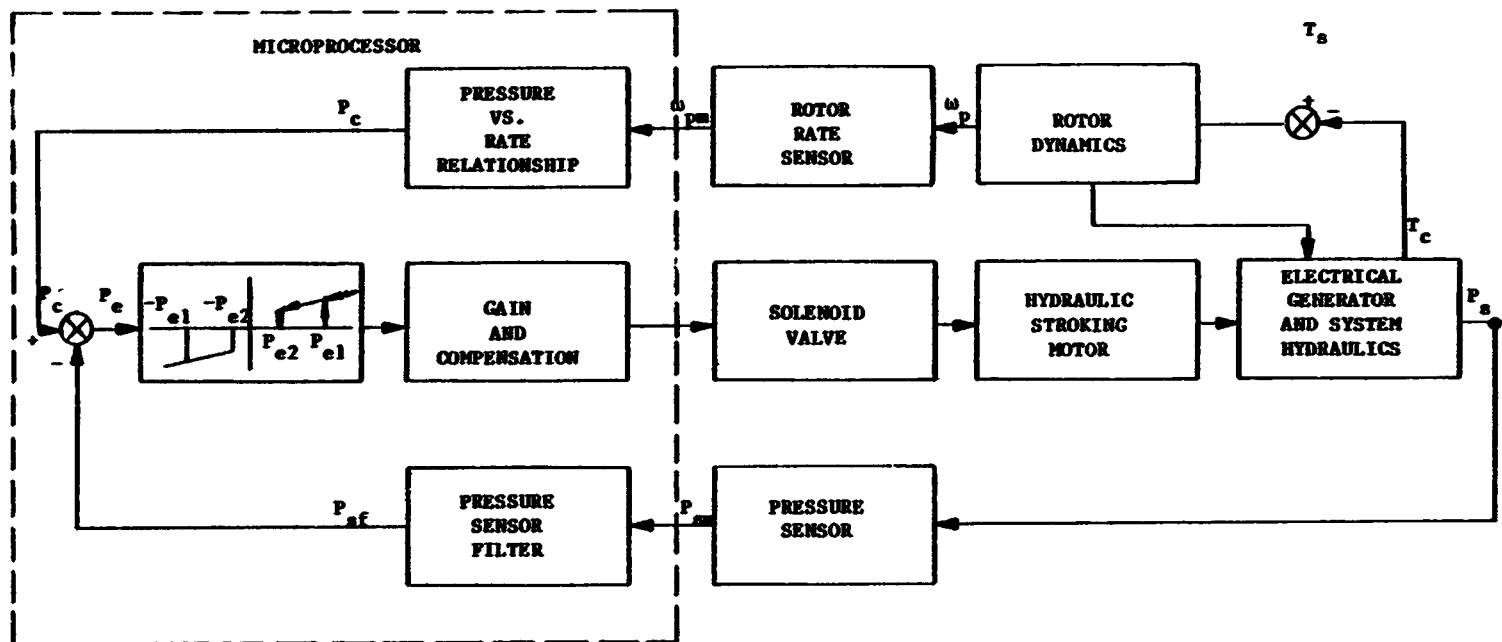 MICROPROCESSOR
T_s
P_c
PRESSURE
VS.
RATE
RELATIONSHIP
ω_pm
ROTOR
RATE
SENSOR
ω_p
ROTOR
DYNAMICS
+
-
T_c
P_c
P_e
+
-
-P_e1
-P_e2
P_e2
P_e1
GAIN
AND
COMPENSATION
SOLENOID
VALVE
HYDRAULIC
STROKING
MOTOR
ELECTRICAL
GENERATOR
AND SYSTEM
HYDRAULICS
P_s
P_sf
PRESSURE
SENSOR
FILTER
PRESSURE
SENSOR